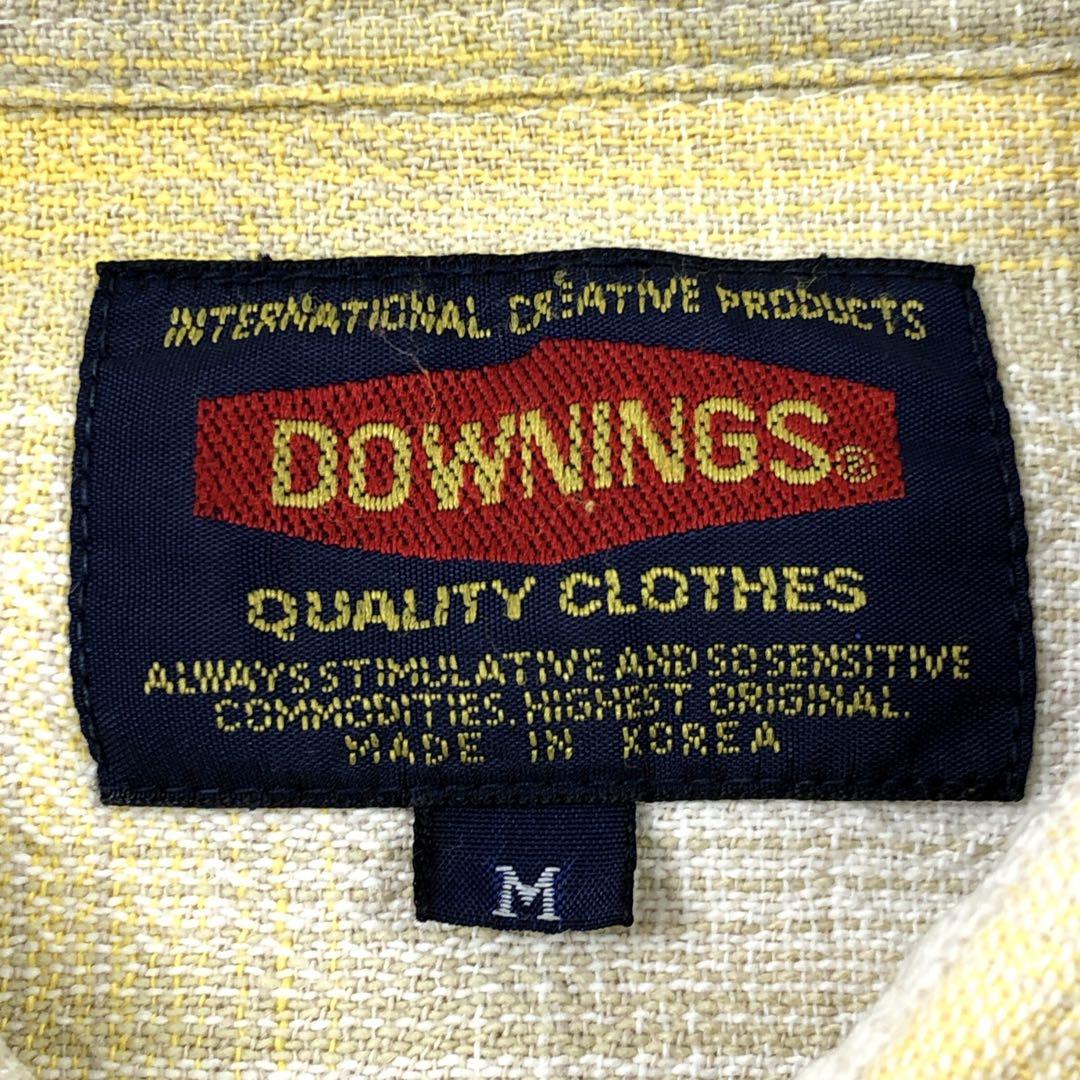 INTERNATIONAL CREATIVE PRODUCTS
DOWNINGS®
QUALITY CLOTHES
ALWAYS STIMULATIVE AND SO SENSITIVE
COMMODITIES. HIGHEST ORIGINAL.
MADE IN KOREA
M